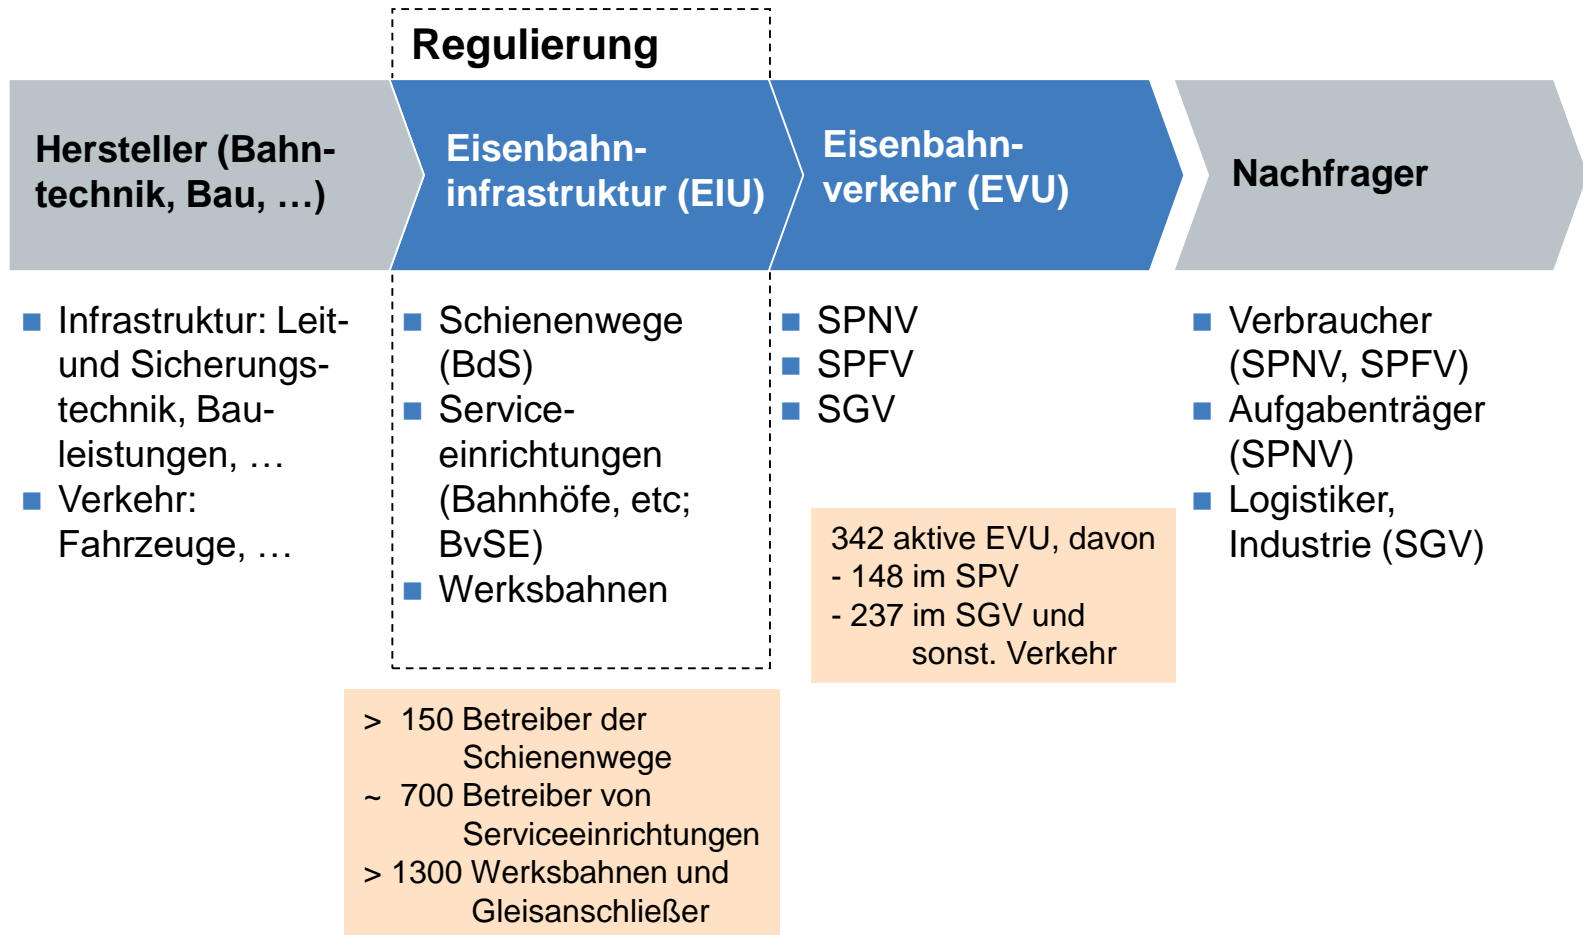 Regulierung
Hersteller (Bahn-
technik, Bau, …)
Eisenbahn-
infrastruktur (EIU)
Eisenbahn-
verkehr (EVU)
Nachfrager
Infrastruktur: Leit-
und Sicherungs-
technik, Bau-
leistungen, …
Verkehr:
Fahrzeuge, …
Schienenwege
(BdS)
Service-
einrichtungen
(Bahnhöfe, etc;
BvSE)
Werksbahnen
> 150 Betreiber der
Schienenwege
~ 700 Betreiber von
Serviceeinrichtungen
> 1300 Werksbahnen und
Gleisanschließer
SPNV
SPFV
SGV
342 aktive EVU, davon
- 148 im SPV
- 237 im SGV und
sonst. Verkehr
Verbraucher
(SPNV, SPFV)
Aufgabenträger
(SPNV)
Logistiker,
Industrie (SGV)